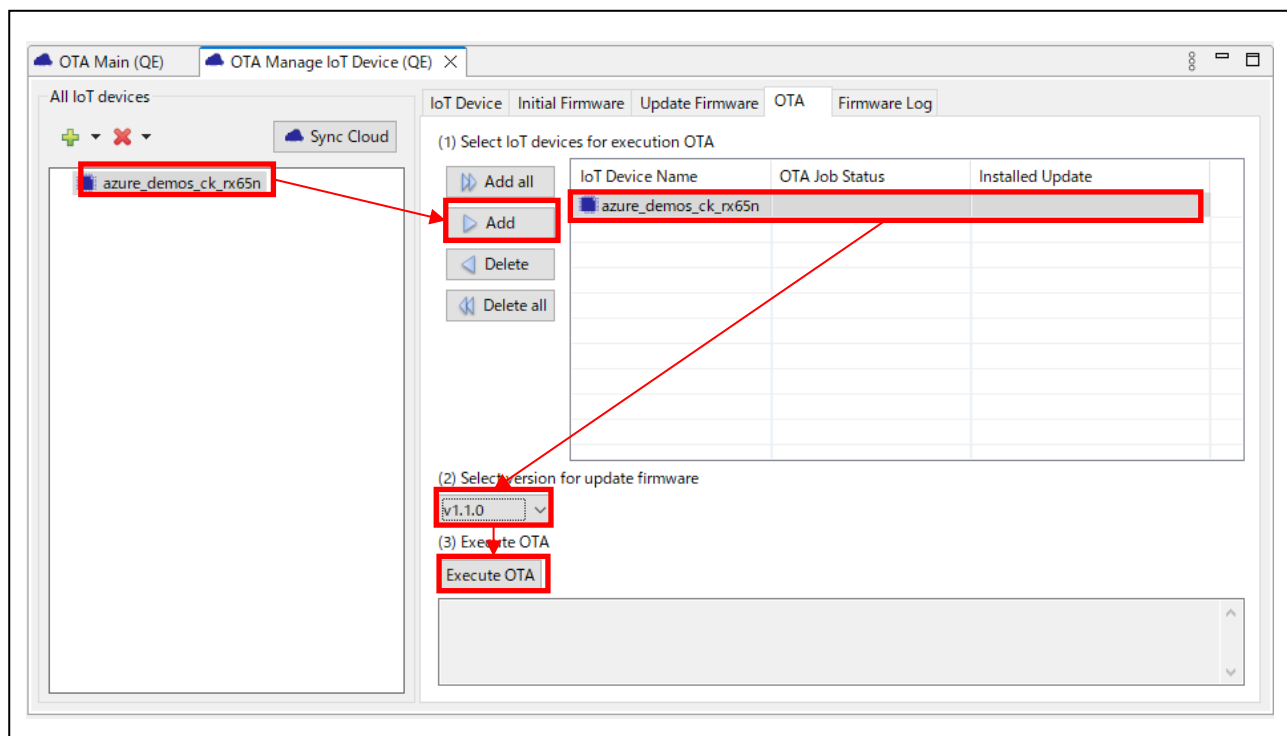 OTA Main (QE)
OTA Manage IoT Device (QE)
All IoT devices
Sync Cloud
azure_demos_ck_rx65n
IoT Device
Initial Firmware
Update Firmware
OTA
Firmware Log
(1) Select IoT devices for execution OTA
Add all
Add
Delete
Delete all
IoT Device Name
OTA Job Status
Installed Update
azure_demos_ck_rx65n
(2) Select version for update firmware
v1.1.0
(3) Execute OTA
Execute OTA